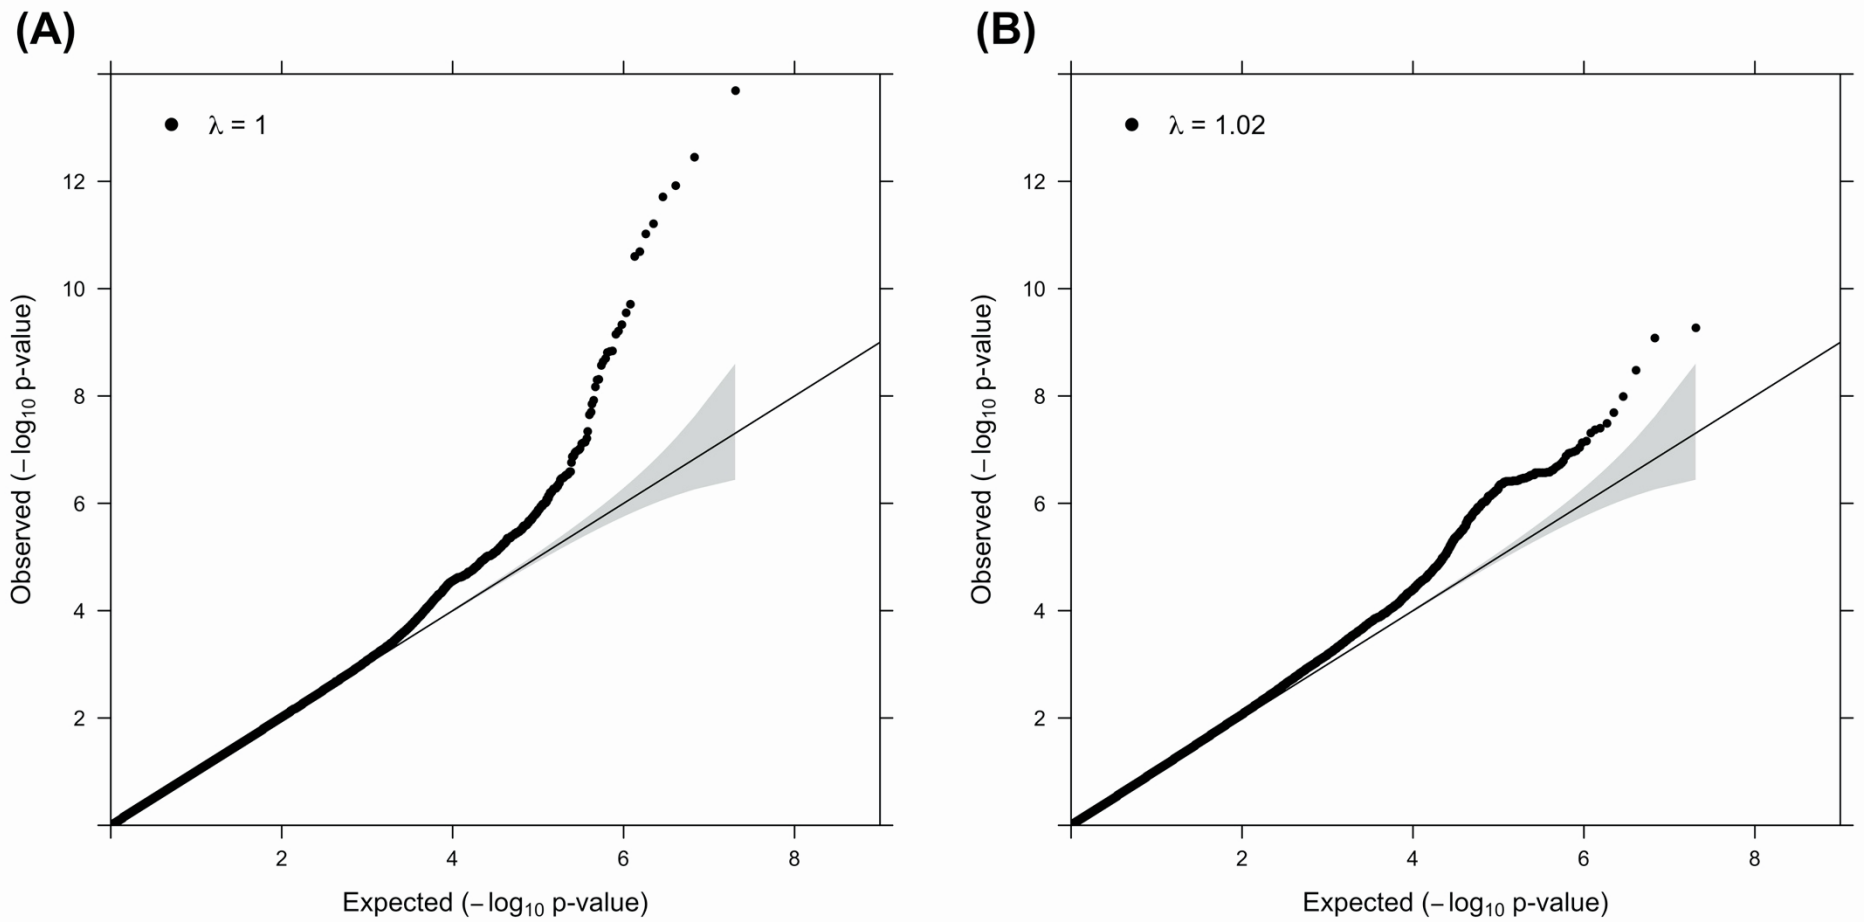 (A)
λ = 1
12
10
8
6
4
2
2 4 6 8
Observed (−log10 p-value)
Expected (−log10 p-value)
(B)
λ = 1.02
12
10
8
6
4
2
2 4 6 8
Observed (−log10 p-value)
Expected (−log10 p-value)